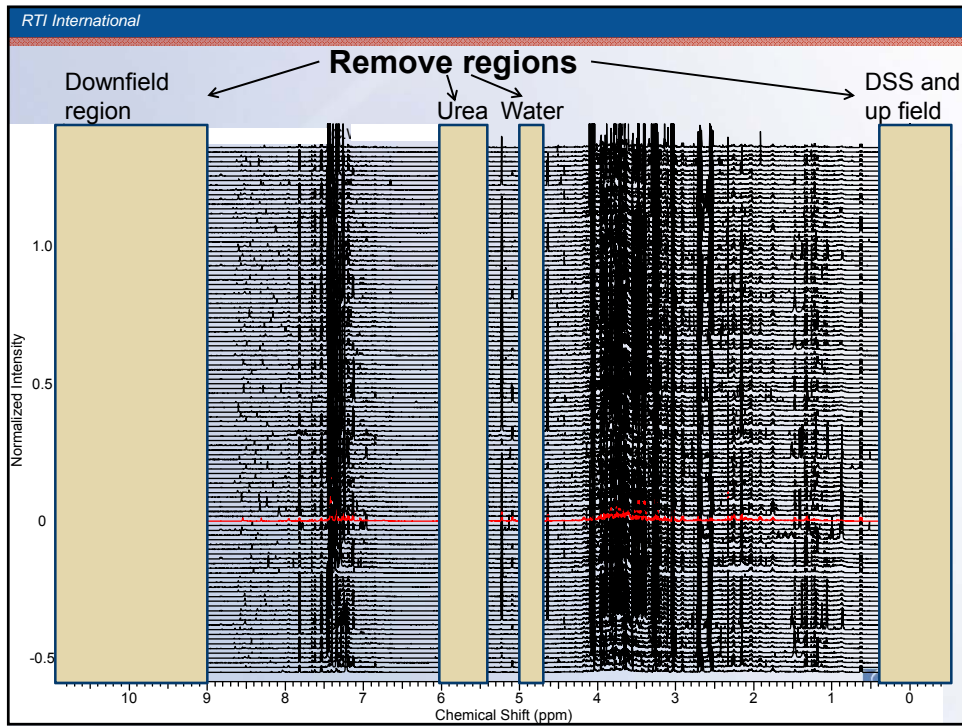 RTI International
Remove regions
Downfield
region
Urea
Water
DSS and
up field
Normalized Intensity
1.0
0.5
0
-0.5
10 9 8 7 6 5 4 3 2 1 0
Chemical Shift (ppm)